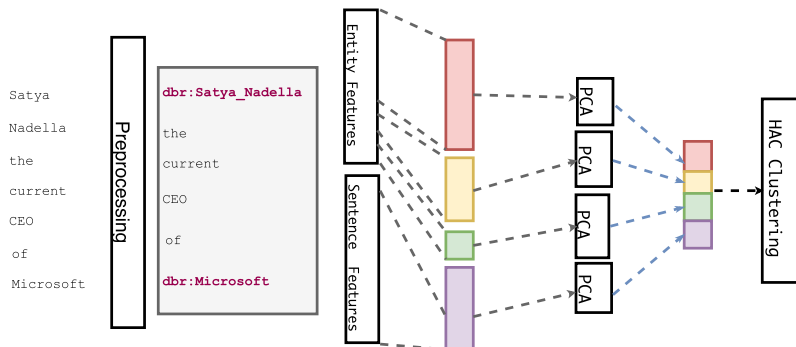 Satya
Nadella
the
current
CEO
of
Microsoft
Preprocessing
dbr:Satya_Nadella
the
current
CEO
of
dbr:Microsoft
Entity Features
Sentence Features
PCA
PCA
PCA
PCA
HAC Clustering